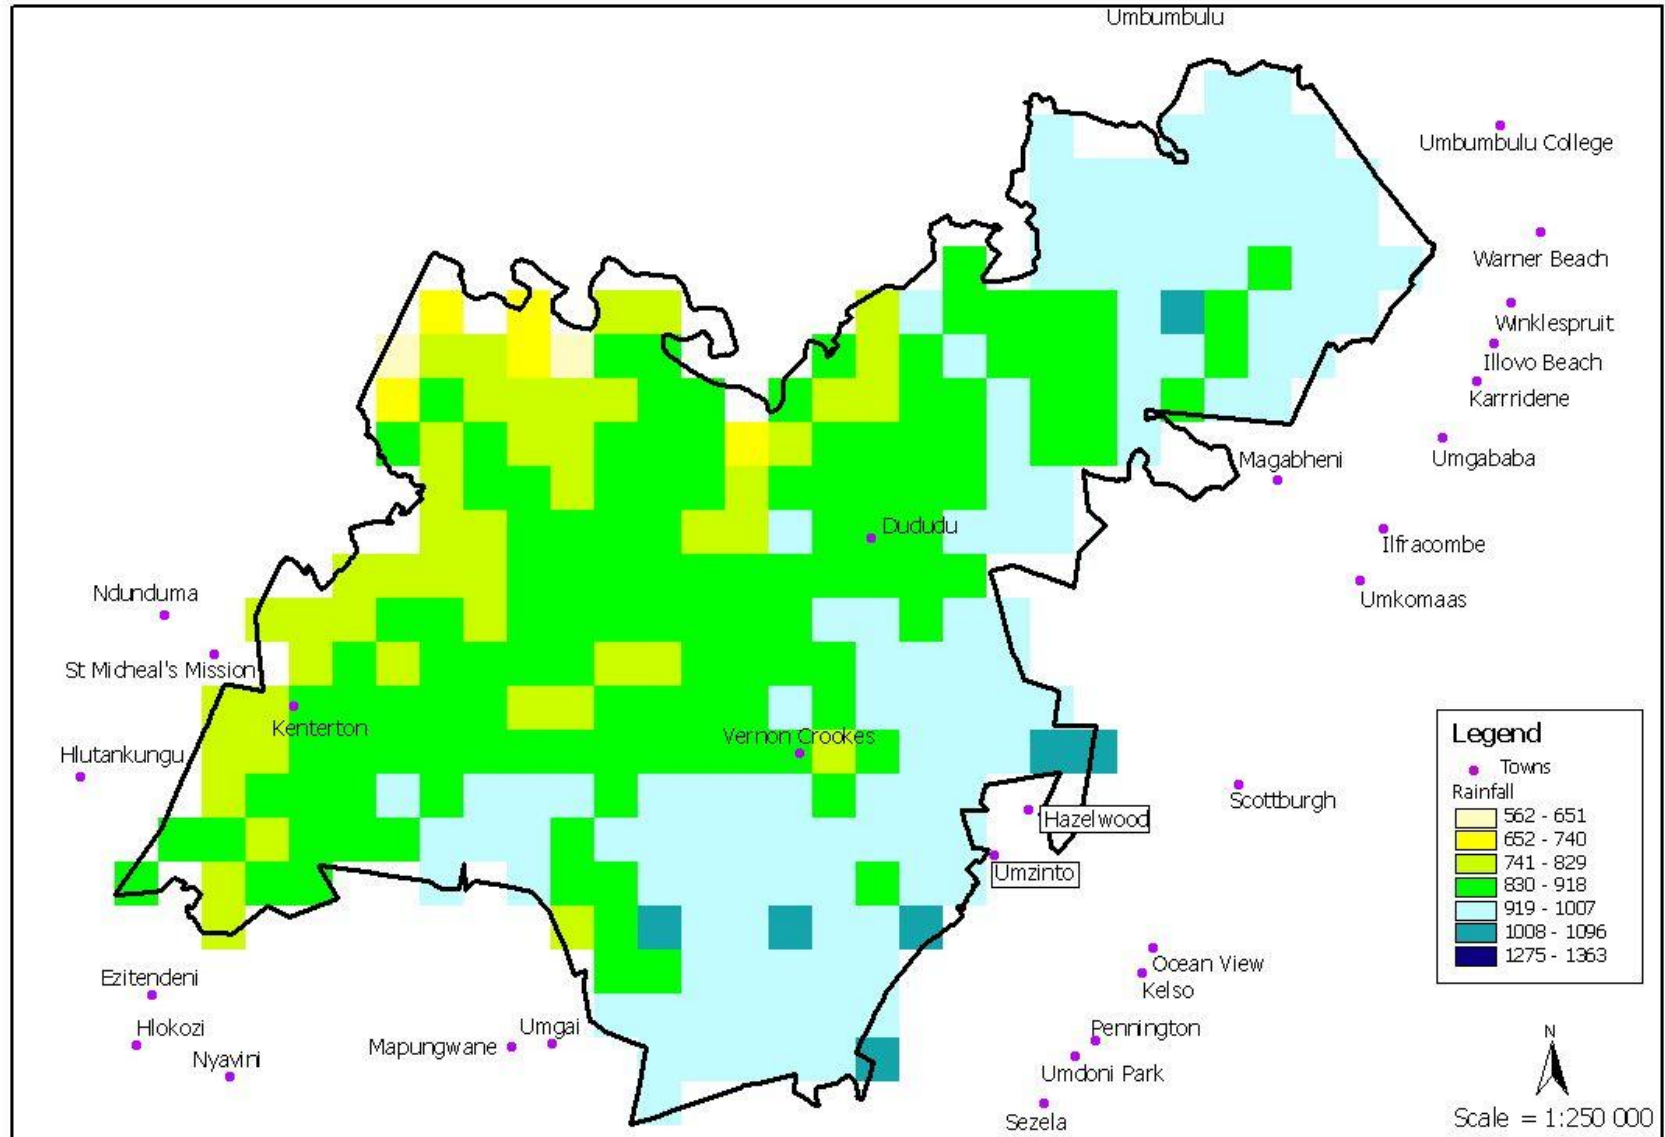 Umbumbulu
Umbumbulu College
Warner Beach
Winklespruit
Illovo Beach
Karrridene
Umgababa
Magabheni
Dududu
Ilfracombe
Umkomaas
Ndunduma
St Micheal's Mission
Kenterton
Vernon Crookes
Hlutankungu
Scottburgh
Hazelwood
Umzinto
Ocean View
Kelso
Ezitendeni
Hlokozi
Nyavini
Mapungwane
Umgai
Pennington
Umdoni Park
Sezela
Legend
Towns
Rainfall
562 - 651
652 - 740
741 - 829
830 - 918
919 - 1007
1008 - 1096
1275 - 1363
N
Scale = 1:250 000